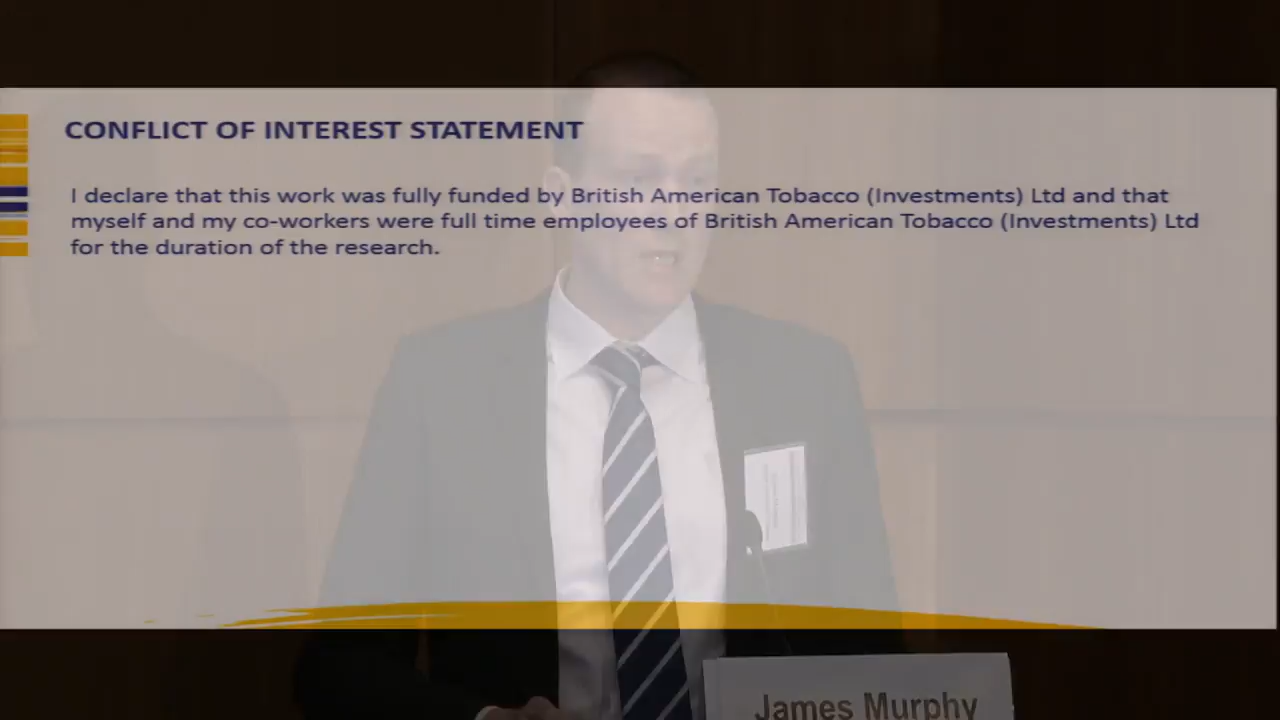 CONFLICT OF INTEREST STATEMENT
I declare that this work was fully funded by British American Tobacco (Investments) Ltd and that
myself and my co-workers were full time employees of British American Tobacco (Investments) Ltd
for the duration of the research.
James Murphy